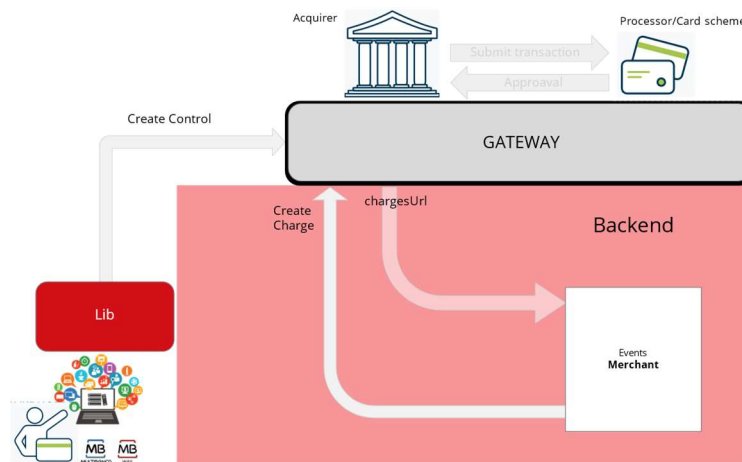 Acquirer
Processor/Card scheme
Submit transaction
Approaval
Create Control
GATEWAY
Create
Charge
chargesUrl
Backend
Lib
Events
Merchant
MB
MB